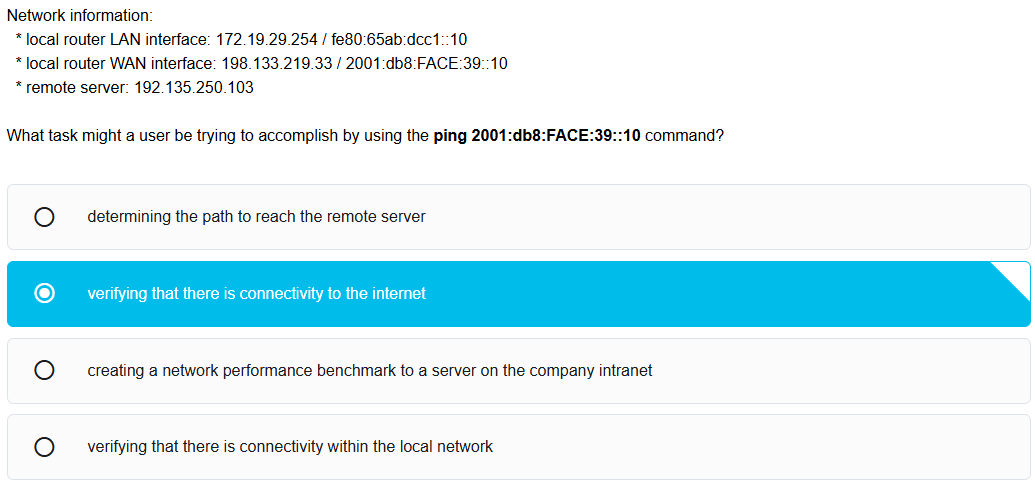 Network information:
* local router LAN interface: 172.19.29.254 / fe80:65ab:dcc1::10
* local router WAN interface: 198.133.219.33 / 2001:db8:FACE:39::10
* remote server: 192.135.250.103
What task might a user be trying to accomplish by using the ping 2001:db8:FACE:39::10 command?
determining the path to reach the remote server
verifying that there is connectivity to the internet
creating a network performance benchmark to a server on the company intranet
verifying that there is connectivity within the local network